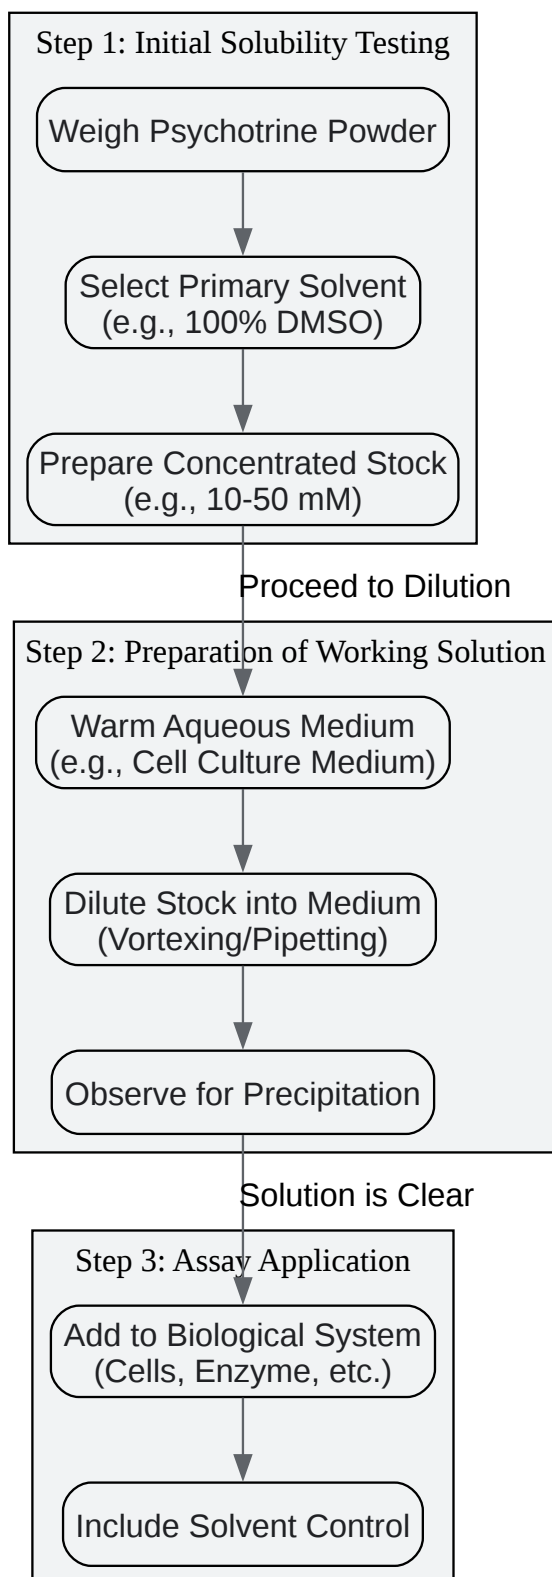 Step 1: Initial Solubility Testing
Weigh Psychotrine Powder
Select Primary Solvent
(e.g., 100% DMSO)
Prepare Concentrated Stock
(e.g., 10-50 mM)
Proceed to Dilution
Step 2: Preparation of Working Solution
Warm Aqueous Medium
(e.g., Cell Culture Medium)
Dilute Stock into Medium
(Vortexing/Pipetting)
Observe for Precipitation
Solution is Clear
Step 3: Assay Application
Add to Biological System
(Cells, Enzyme, etc.)
Include Solvent Control